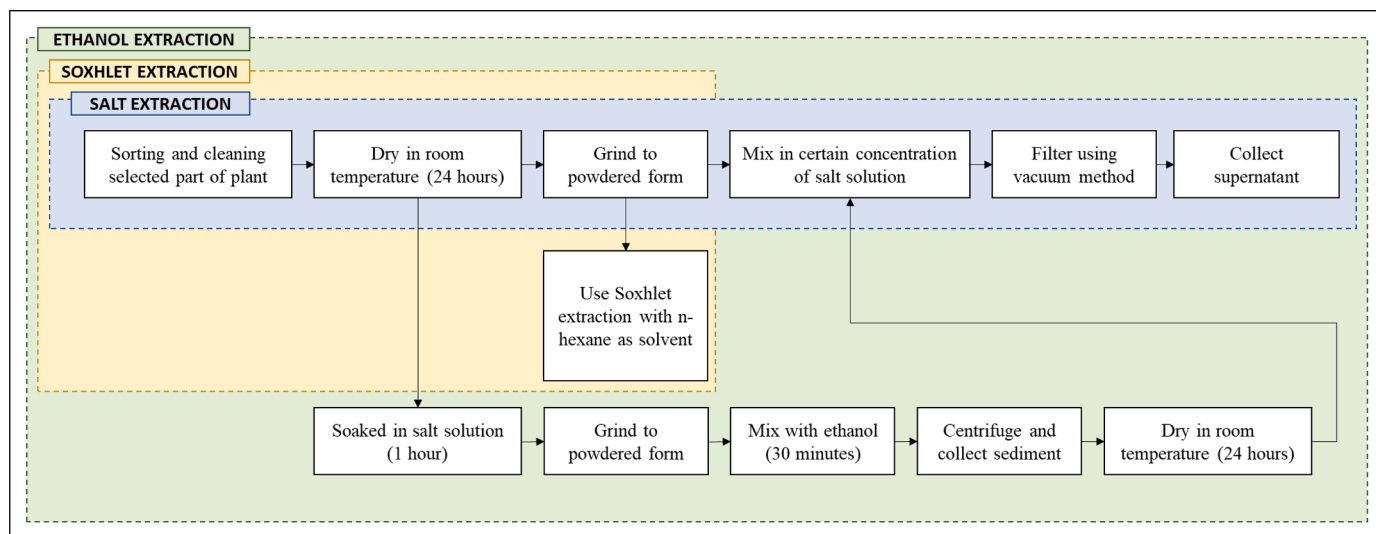 ETHANOL EXTRACTION
SOXHLET EXTRACTION
SALT EXTRACTION
Sorting and cleaning
selected part of plant
Dry in room
temperature (24 hours)
Grind to
powdered form
Mix in certain concentration
of salt solution
Filter using
vacuum method
Collect
supernatant
Use Soxhlet
extraction with n-
hexane as solvent
Soaked in salt solution
(1 hour)
Grind to
powdered form
Mix with ethanol
(30 minutes)
Centrifuge and
collect sediment
Dry in room
temperature (24 hours)